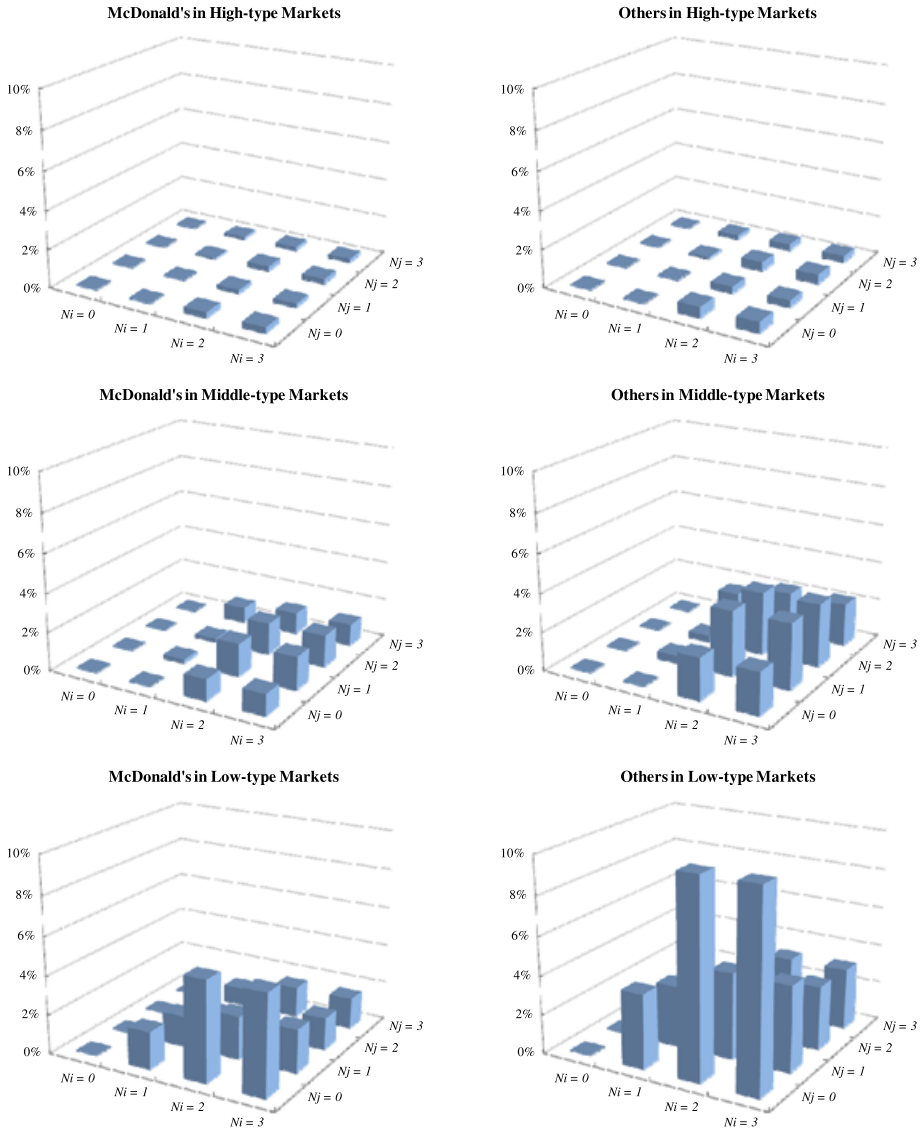 McDonald's in High-type Markets
10%
8%
6%
4%
2%
0%
Ni = 0
Ni = 1
Ni = 2
Ni = 3
Nj = 0
Nj = 1
Nj = 2
Nj = 3
Others in High-type Markets
10%
8%
6%
4%
2%
0%
Ni = 0
Ni = 1
Ni = 2
Ni = 3
Nj = 0
Nj = 1
Nj = 2
Nj = 3
McDonald's in Middle-type Markets
10%
8%
6%
4%
2%
0%
Ni = 0
Ni = 1
Ni = 2
Ni = 3
Nj = 0
Nj = 1
Nj = 2
Nj = 3
Others in Middle-type Markets
10%
8%
6%
4%
2%
0%
Ni = 0
Ni = 1
Ni = 2
Ni = 3
Nj = 0
Nj = 1
Nj = 2
Nj = 3
McDonald's in Low-type Markets
10%
8%
6%
4%
2%
0%
Ni = 0
Ni = 1
Ni = 2
Ni = 3
Nj = 0
Nj = 1
Nj = 2
Nj = 3
Others in Low-type Markets
10%
8%
6%
4%
2%
0%
Ni = 0
Ni = 1
Ni = 2
Ni = 3
Nj = 0
Nj = 1
Nj = 2
Nj = 3